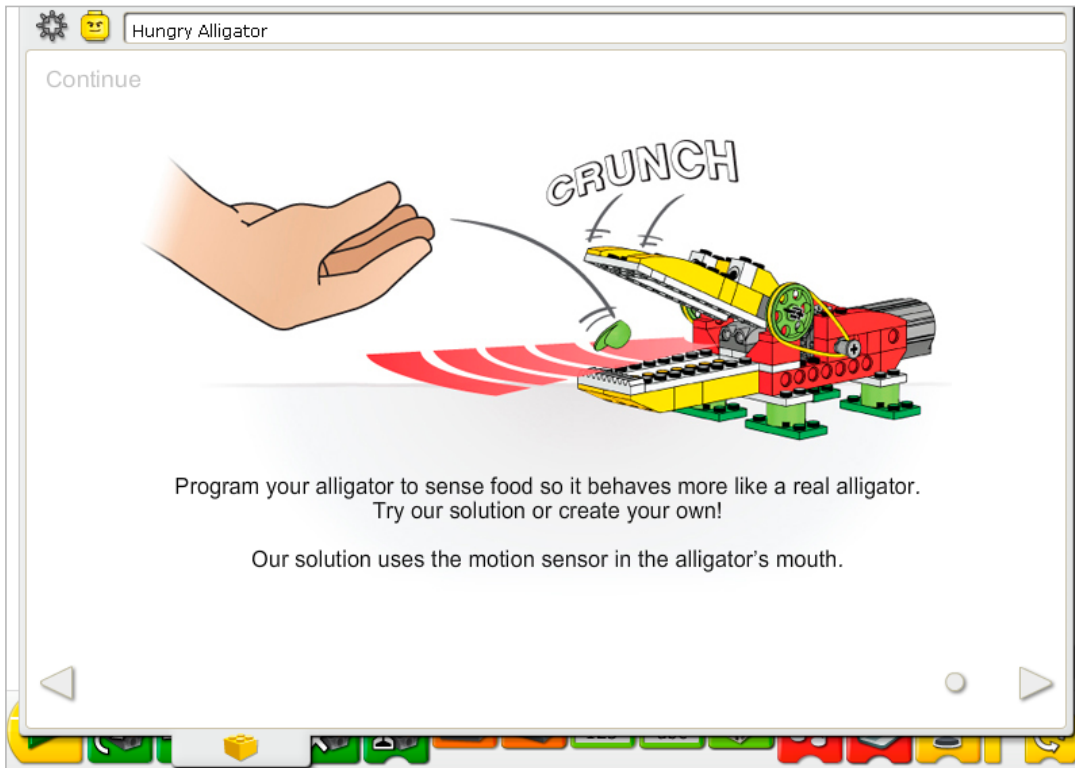 Hungry Alligator
Continue
CRUNCH
Program your alligator to sense food so it behaves more like a real alligator.
Try our solution or create your own!
Our solution uses the motion sensor in the alligator's mouth.